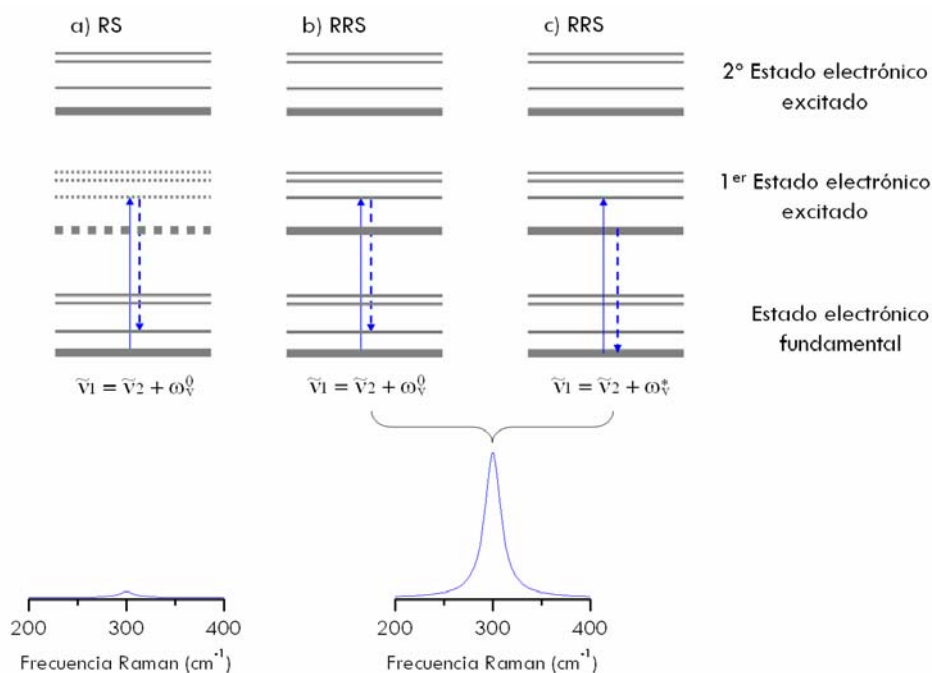 a) RS
b) RRS
c) RRS
2º Estado electrónico
excitado
1er Estado electrónico
excitado
Estado electrónico
fundamental
ṽ1 = ṽ2 + ω⁰ᵥ
ṽ1 = ṽ2 + ω⁰ᵥ
ṽ1 = ṽ2 + ω*ᵥ
200 300 400
200 300 400
Frecuencia Raman (cm⁻¹)
Frecuencia Raman (cm⁻¹)